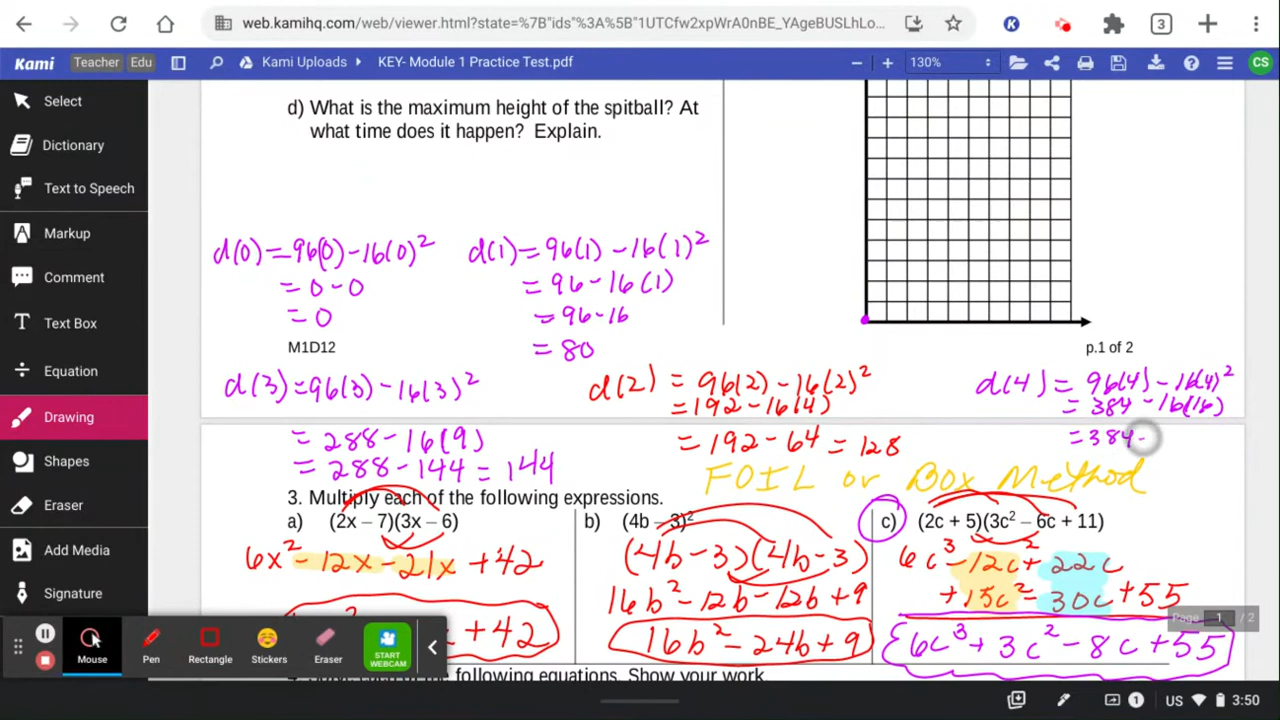 web.kamihq.com/web/viewer.html?state=%7B"ids"%3A%5B"1UTCfw2xpWrA0nBE_YAgeBUSLhLo...
3
Kami
Teacher
Edu
Kami Uploads
KEY- Module 1 Practice Test.pdf
130%
CS
Select
Dictionary
Text to Speech
Markup
Comment
Text Box
Equation
Drawing
Shapes
Eraser
Add Media
Signature
d) What is the maximum height of the spitball? At
what time does it happen? Explain.
d(0)=96(0)-16(0)²
= 0-0
= 0
d(1)=96(1)-16(1)²
= 96-16(1)
= 96-16
= 80
M1D12
p.1 of 2
d(3)=96(3)-16(3)²
= 288-16(9)
= 288-144=144
d(2) = 96(2)-16(2)²
=192-16(4)
=192-64=128
d(4) = 96(4)-16(4)²
= 384-16(16)
=384-
FOIL or Box Method
3. Multiply each of the following expressions.
a) (2x – 7)(3x – 6)
6x²-12x-21x+42
+42
b) (4b – 3)²
(4b-3)(4b-3)
16b²-12b-12b+9
16b²-24b+9
c) (2c + 5)(3c² – 6c + 11)
6c³-12c²+22c
+15c²-30c+55
6c³+3c²-8c+55
Page 1 / 2
following equations. Show your work
Mouse
Pen
Rectangle
Stickers
Eraser
START
WEBCAM
1
US
3:50